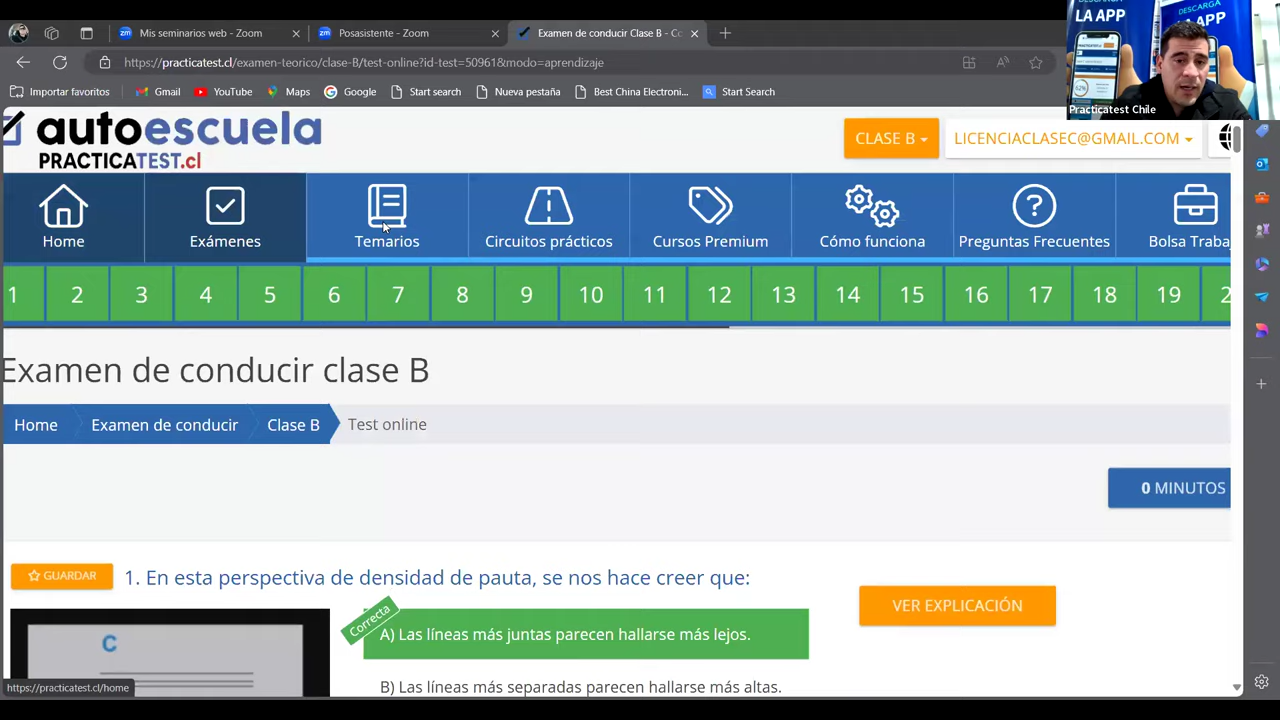 Mis seminarios web - Zoom
Posasistente - Zoom
Examen de conducir Clase B - Co
https://practicatest.cl/examen-teorico/clase-B/test-online?id-test=50961&modo=aprendizaje
Importar favoritos
Gmail
YouTube
Maps
Google
Start search
Nueva pestaña
Best China Electroni...
Start Search
DESCARGA
LA APP
DESCARGA
LA APP
Practicatest Chile
autoescuela
PRACTICATEST.cl
CLASE B
LICENCIACLASEC@GMAIL.COM
Home
Exámenes
Temarios
Circuitos prácticos
Cursos Premium
Cómo funciona
Preguntas Frecuentes
Bolsa Traba
1 2 3 4 5 6 7 8 9 10 11 12 13 14 15 16 17 18 19 2
Examen de conducir clase B
Home
Examen de conducir
Clase B
Test online
0 MINUTOS
GUARDAR
1. En esta perspectiva de densidad de pauta, se nos hace creer que:
C
Correcta
A) Las líneas más juntas parecen hallarse más lejos.
VER EXPLICACIÓN
B) Las líneas más separadas parecen hallarse más altas.
https://practicatest.cl/home